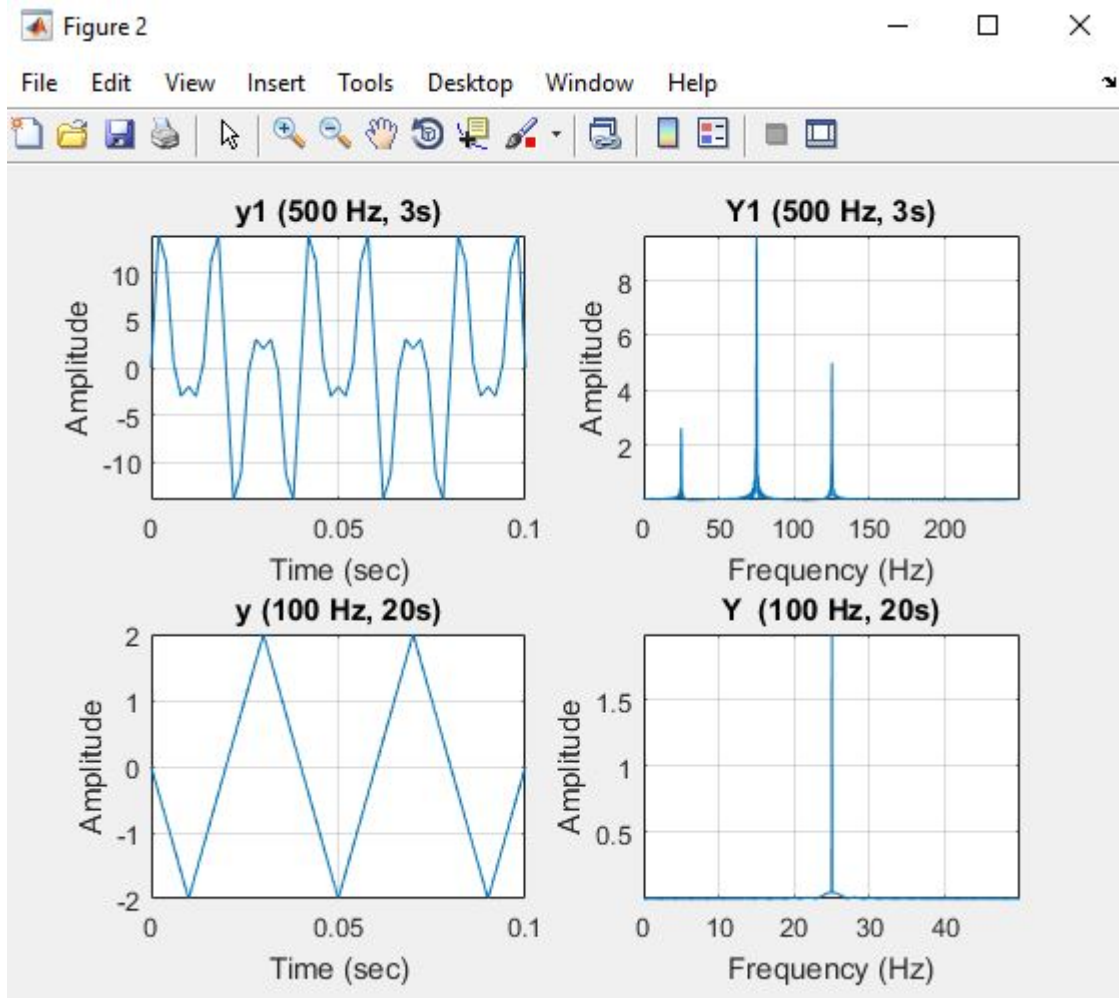 Figure 2
File Edit View Insert Tools Desktop Window Help
y1 (500 Hz, 3s)
Amplitude
10
5
0
-5
-10
0 0.05 0.1
Time (sec)
Y1 (500 Hz, 3s)
Amplitude
8
6
4
2
0 50 100 150 200
Frequency (Hz)
y (100 Hz, 20s)
Amplitude
2
1
0
-1
-2
0 0.05 0.1
Time (sec)
Y (100 Hz, 20s)
Amplitude
1.5
1
0.5
0 10 20 30 40
Frequency (Hz)